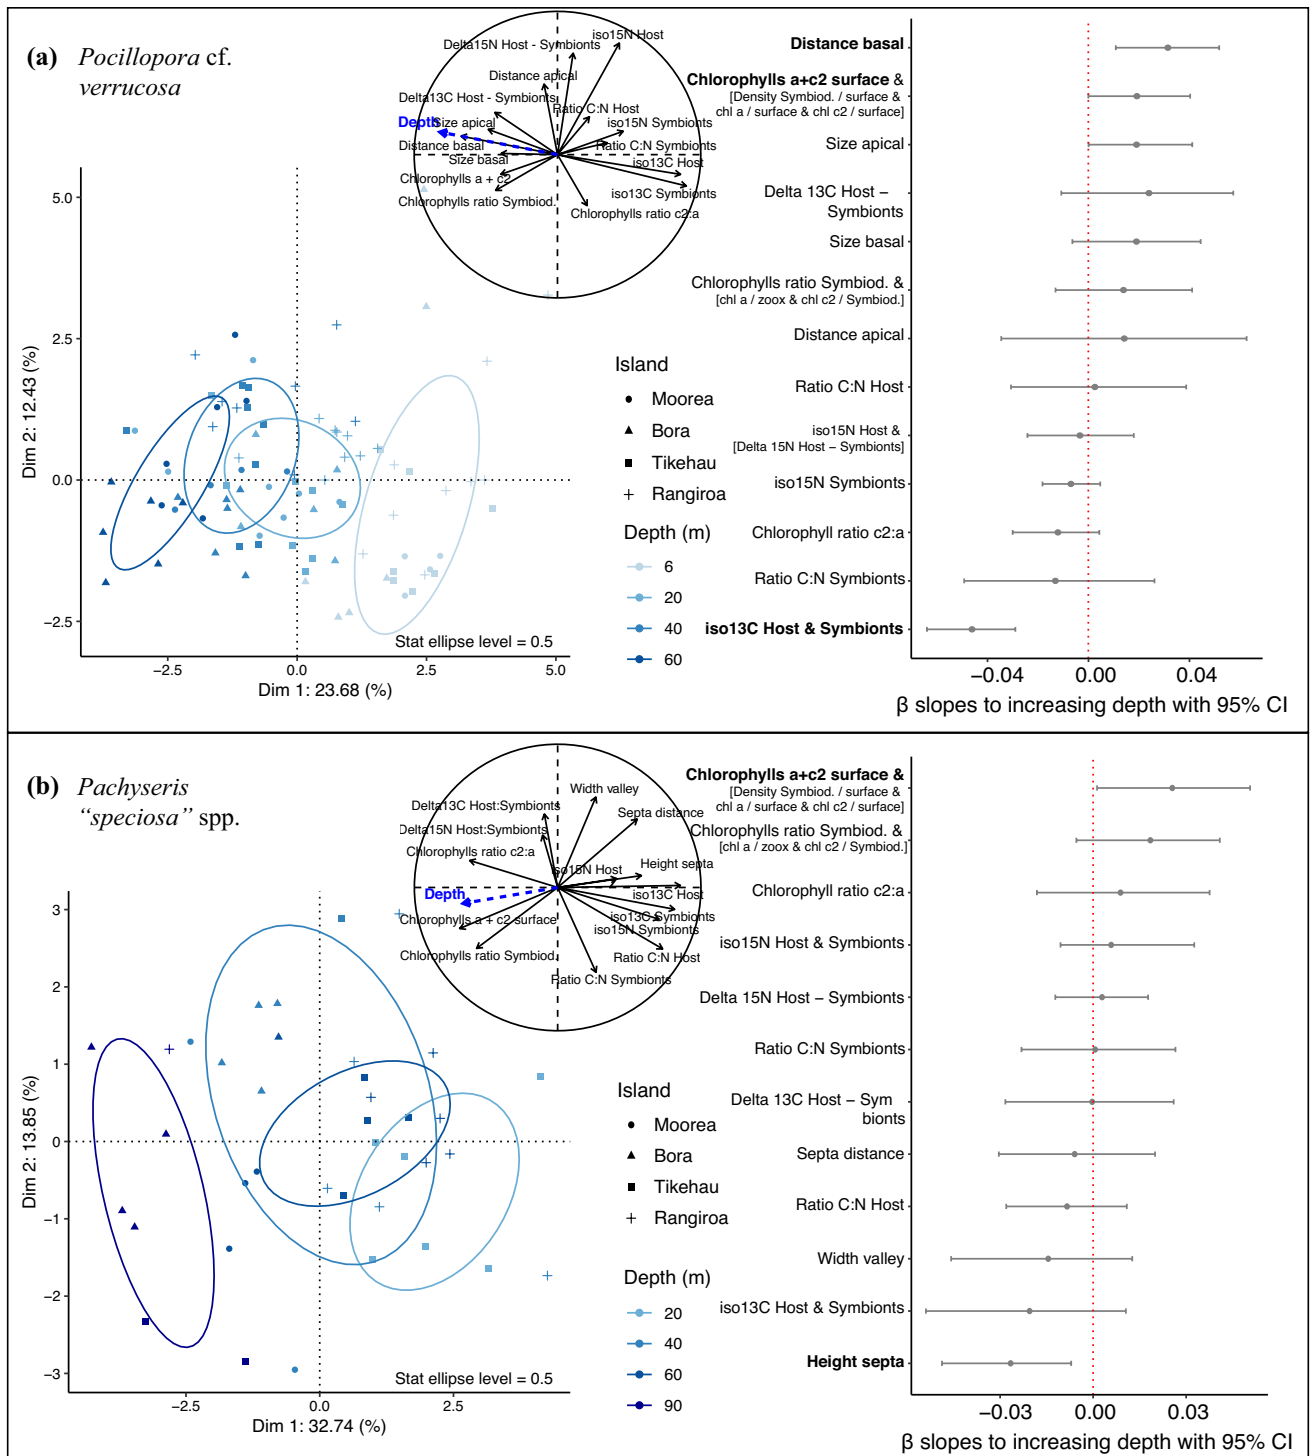 (a) Pocillopora cf.
verrucosa
iso15N Host
Delta15N Host - Symbionts
Distance apical
Delta13C Host - Symbionts
Ratio C:N Host
Depth
Size apical
iso15N Symbionts
Distance basal
Ratio C:N Symbionts
Size basal
iso13C Host
Chlorophylls a + c2
iso13C Symbionts
Chlorophylls ratio Symbiod.
Chlorophylls ratio c2:a
5.0
2.5
0.0
−2.5
Dim 2: 12.43 (%)
−2.5
0.0
2.5
5.0
Dim 1: 23.68 (%)
Stat ellipse level = 0.5
Island
Moorea
Bora
Tikehau
Rangiroa
Depth (m)
6
20
40
60
Distance basal
Chlorophylls a+c2 surface &
[Density Symbiod. / surface &
chl a / surface & chl c2 / surface]
Size apical
Delta 13C Host −
Symbionts
Size basal
Chlorophylls ratio Symbiod. &
[chl a / zoox & chl c2 / Symbiod.]
Distance apical
Ratio C:N Host
iso15N Host &
[Delta 15N Host − Symbionts]
iso15N Symbionts
Chlorophyll ratio c2:a
Ratio C:N Symbionts
iso13C Host & Symbionts
−0.04
0.00
0.04
β slopes to increasing depth with 95% CI
(b) Pachyseris
“speciosa” spp.
Width valley
Delta13C Host:Symbionts
Septa distance
Delta15N Host:Symbionts
Chlorophylls ratio c2:a
Height septa
iso15N Host
Depth
iso13C Host
Chlorophylls a + c2 surface
iso13C Symbionts
iso15N Symbionts
Chlorophylls ratio Symbiod.
Ratio C:N Host
Ratio C:N Symbionts
3
2
1
0
−1
−2
−3
Dim 2: 13.85 (%)
−2.5
0.0
2.5
Dim 1: 32.74 (%)
Stat ellipse level = 0.5
Island
Moorea
Bora
Tikehau
Rangiroa
Depth (m)
20
40
60
90
Chlorophylls a+c2 surface &
[Density Symbiod. / surface &
chl a / surface & chl c2 / surface]
Chlorophylls ratio Symbiod. &
[chl a / zoox & chl c2 / Symbiod.]
Chlorophyll ratio c2:a
iso15N Host & Symbionts
Delta 15N Host − Symbionts
Ratio C:N Symbionts
Delta 13C Host − Sym
bionts
Septa distance
Ratio C:N Host
Width valley
iso13C Host & Symbionts
Height septa
−0.03
0.00
0.03
β slopes to increasing depth with 95% CI